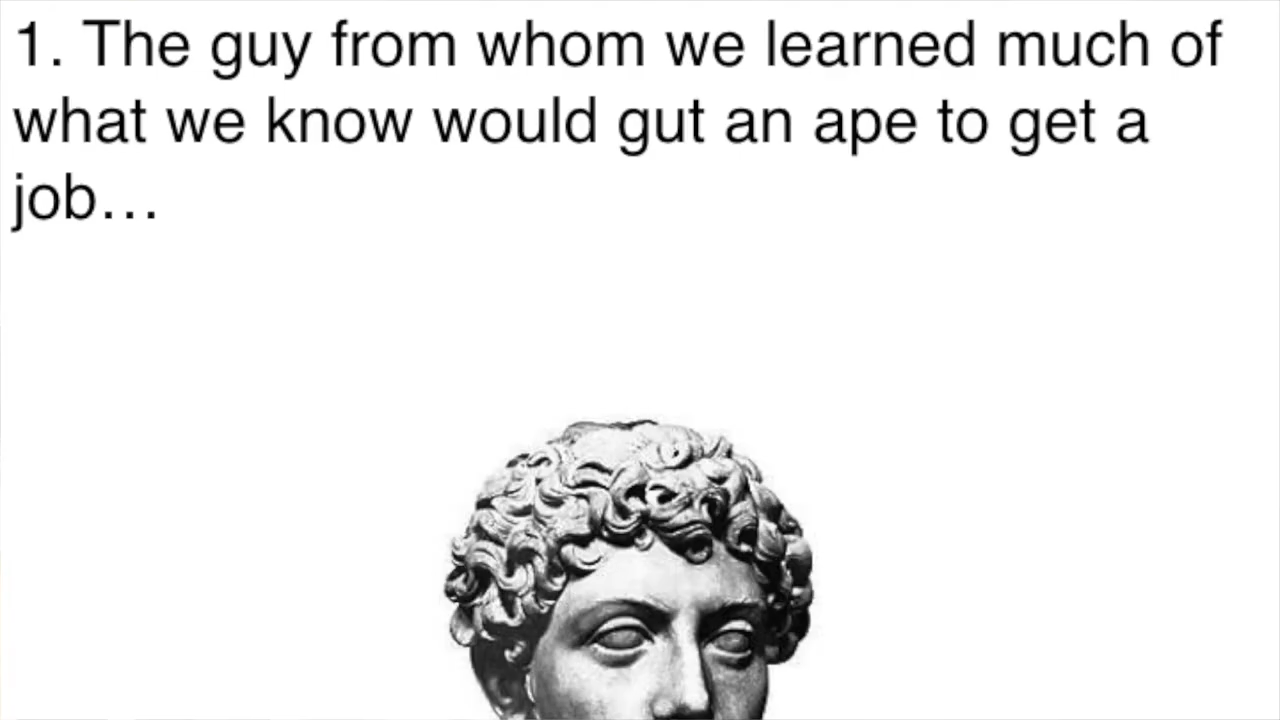 1. The guy from whom we learned much of
what we know would gut an ape to get a
job…